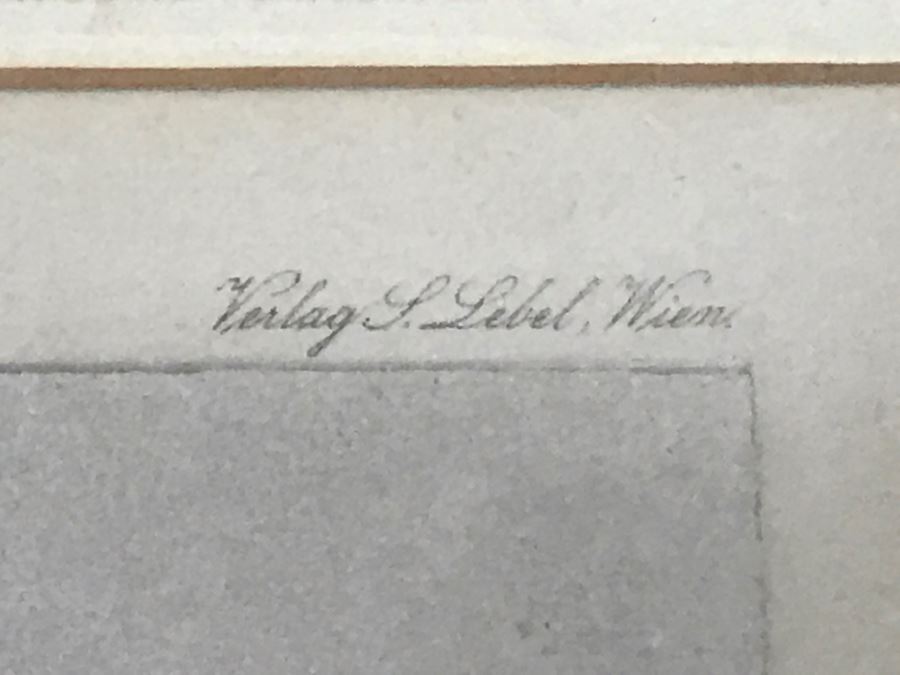 Verlag S. Lebel, Wien.